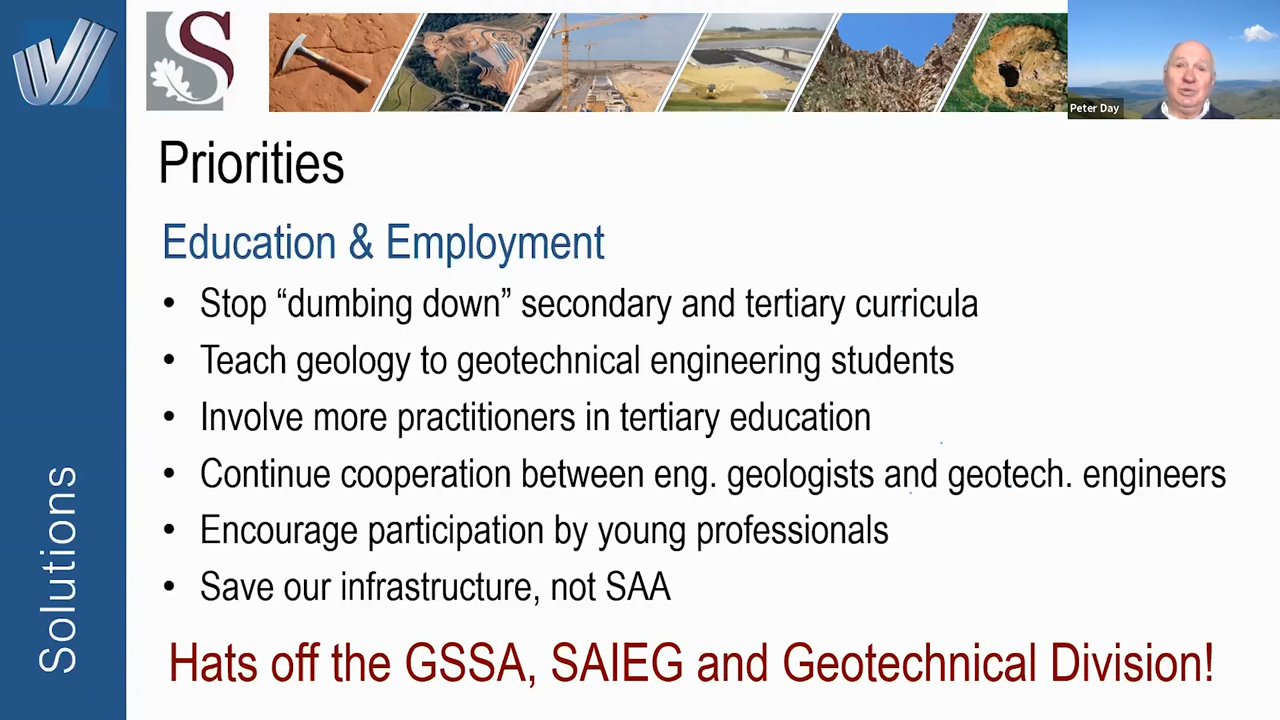 S
Peter Day
Priorities
Education & Employment
• Stop “dumbing down” secondary and tertiary curricula
• Teach geology to geotechnical engineering students
• Involve more practitioners in tertiary education
• Continue cooperation between eng. geologists and geotech. engineers
• Encourage participation by young professionals
• Save our infrastructure, not SAA
Hats off the GSSA, SAIEG and Geotechnical Division!
Solutions